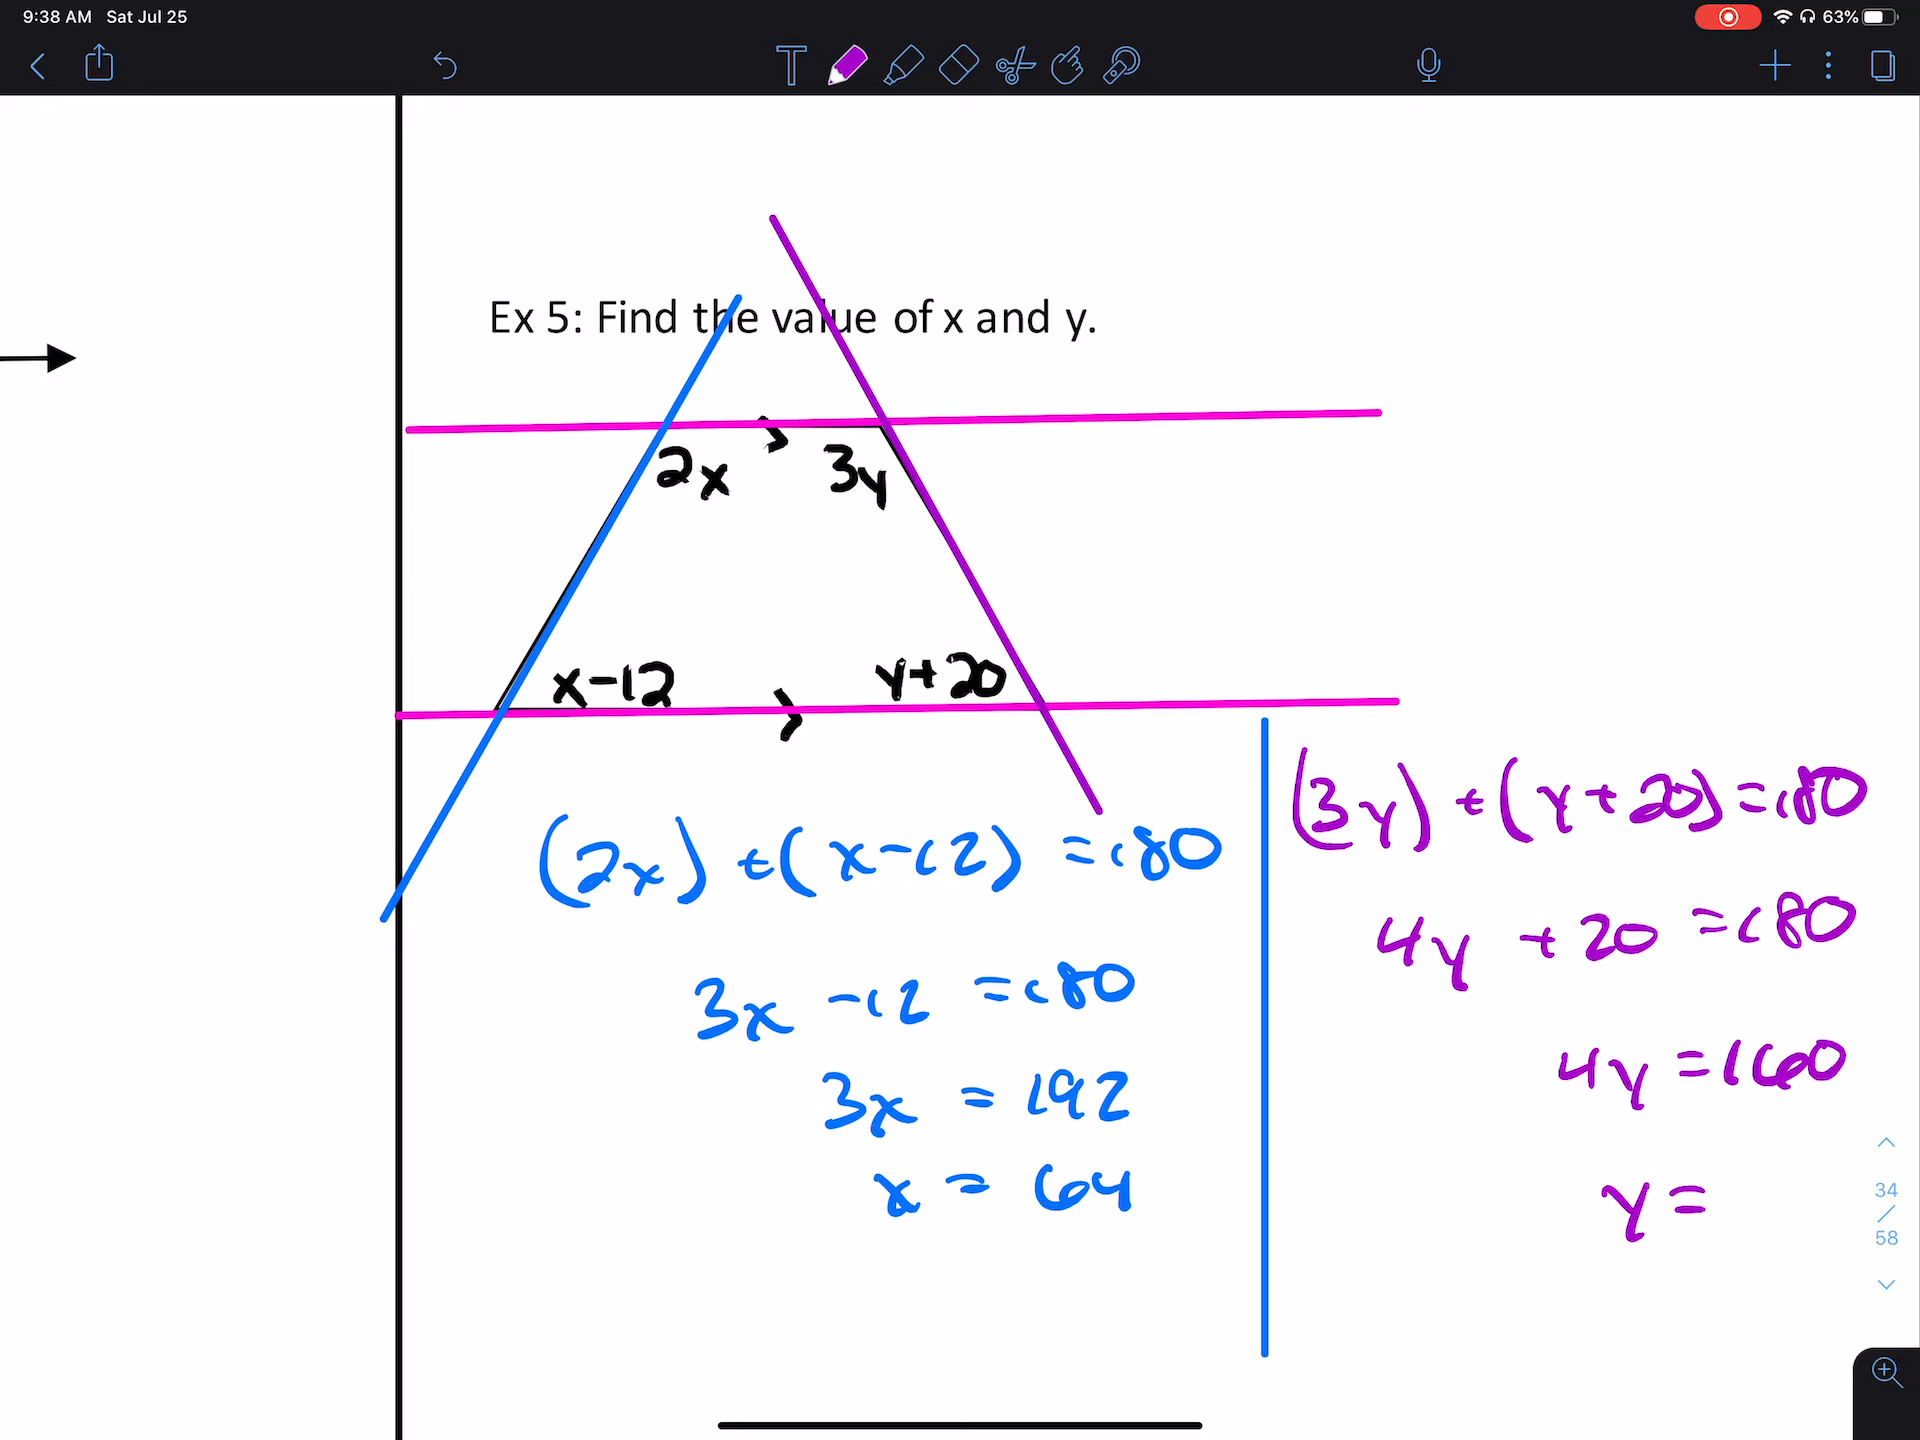 9:38 AM Sat Jul 25
63%
T
Ex 5: Find the value of x and y.
2x 3y
x-12 y+20
(2x) + (x-12) = 180
3x -12 = 180
3x = 192
x = 64
(3y) + (y+20) = 180
4y + 20 = 180
4y = 160
y =
34
/
58